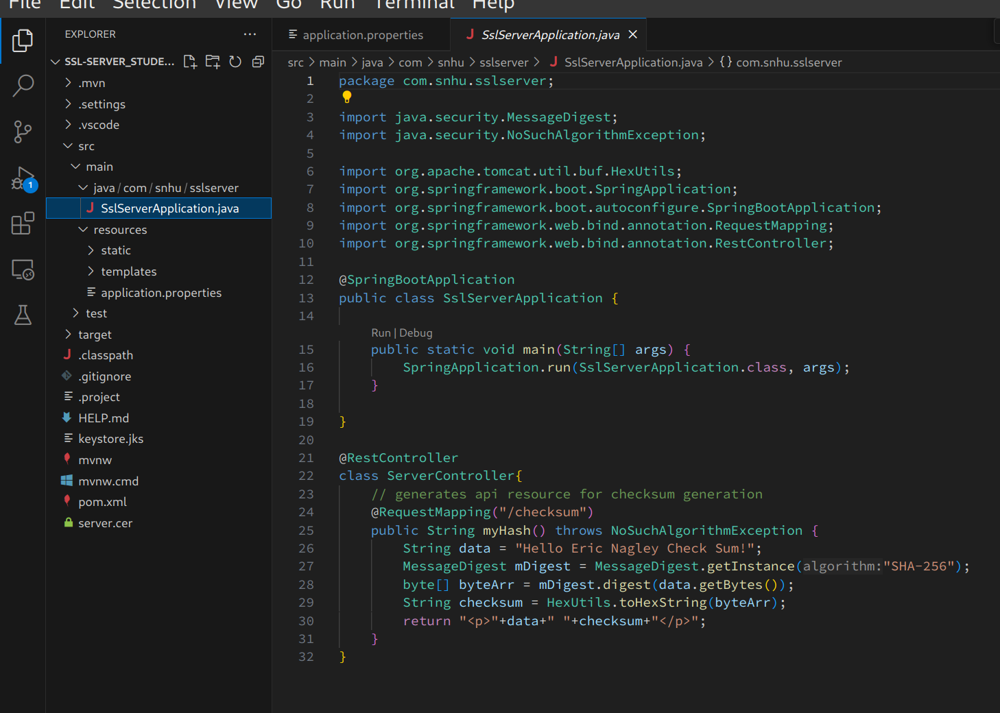 File Edit Selection View Go Run Terminal Help
EXPLORER ···
SSL-SERVER_STUDE...
.mvn
.settings
.vscode
src
main
java/com/snhu/sslserver
SslServerApplication.java
resources
static
templates
application.properties
test
target
.classpath
.gitignore
.project
HELP.md
keystore.jks
mvnw
mvnw.cmd
pom.xml
server.cer
1
application.properties J SslServerApplication.java ×
src > main > java > com > snhu > sslserver > J SslServerApplication.java > {} com.snhu.sslserver
1 package com.snhu.sslserver;
2
3 import java.security.MessageDigest;
4 import java.security.NoSuchAlgorithmException;
5
6 import org.apache.tomcat.util.buf.HexUtils;
7 import org.springframework.boot.SpringApplication;
8 import org.springframework.boot.autoconfigure.SpringBootApplication;
9 import org.springframework.web.bind.annotation.RequestMapping;
10 import org.springframework.web.bind.annotation.RestController;
11
12 @SpringBootApplication
13 public class SslServerApplication {
14
Run | Debug
15 public static void main(String[] args) {
16 SpringApplication.run(SslServerApplication.class, args);
17 }
18
19 }
20
21 @RestController
22 class ServerController{
23 // generates api resource for checksum generation
24 @RequestMapping("/checksum")
25 public String myHash() throws NoSuchAlgorithmException {
26 String data = "Hello Eric Nagley Check Sum!";
27 MessageDigest mDigest = MessageDigest.getInstance(algorithm:"SHA-256");
28 byte[] byteArr = mDigest.digest(data.getBytes());
29 String checksum = HexUtils.toHexString(byteArr);
30 return "<p>"+data+" "+checksum+"</p>";
31 }
32 }